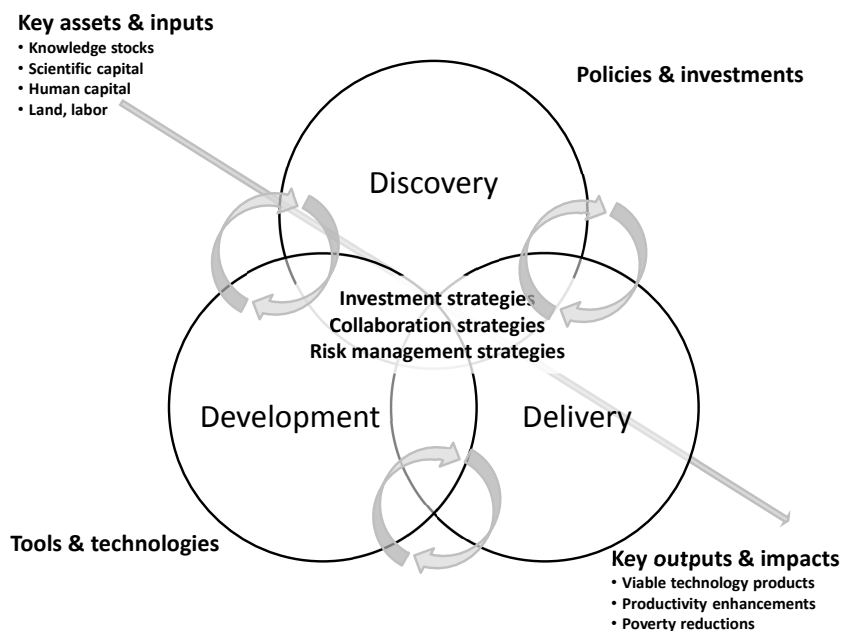 Key assets & inputs
• Knowledge stocks
• Scientific capital
• Human capital
• Land, labor
Policies & investments
Discovery
Investment strategies
Collaboration strategies
Risk management strategies
Development
Delivery
Tools & technologies
Key outputs & impacts
• Viable technology products
• Productivity enhancements
• Poverty reductions